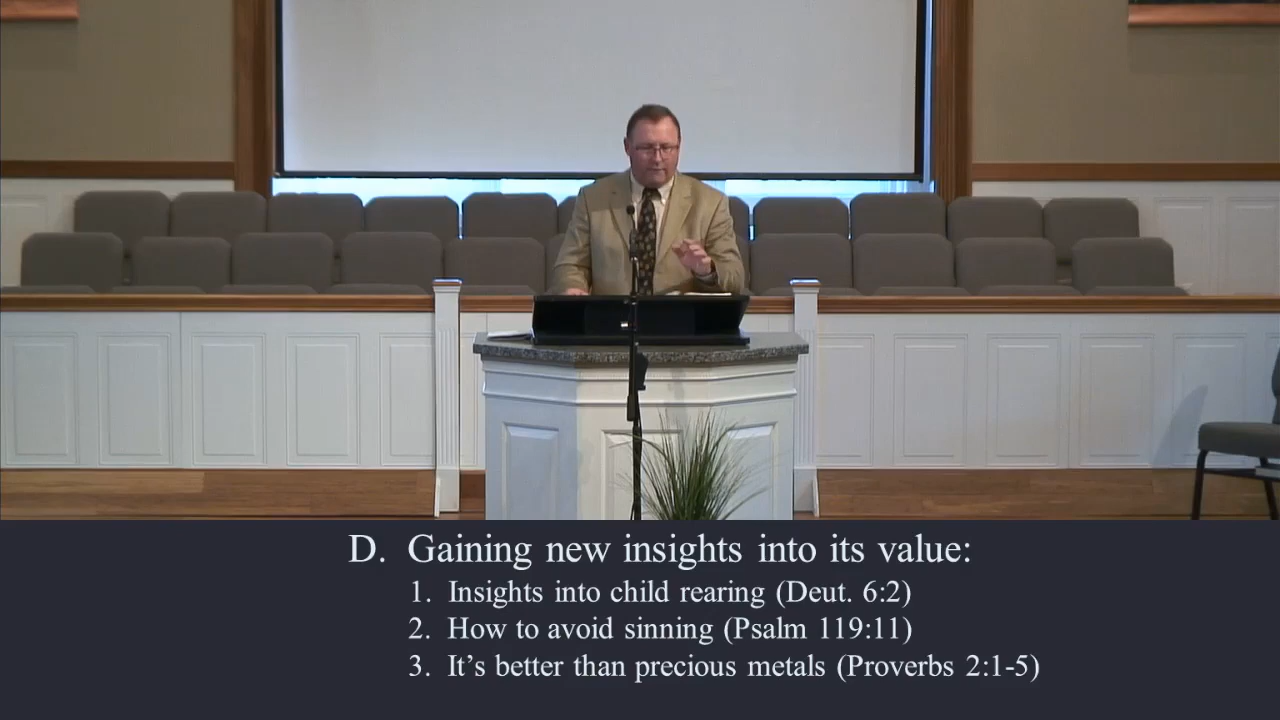 D. Gaining new insights into its value:
1. Insights into child rearing (Deut. 6:2)
2. How to avoid sinning (Psalm 119:11)
3. It’s better than precious metals (Proverbs 2:1-5)